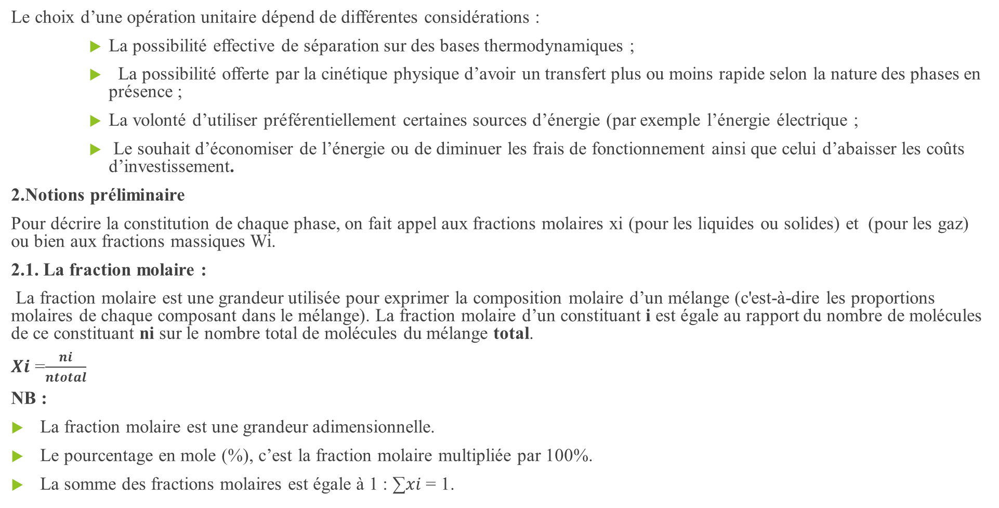 Le choix d’une opération unitaire dépend de différentes considérations :
La possibilité effective de séparation sur des bases thermodynamiques ;
La possibilité offerte par la cinétique physique d’avoir un transfert plus ou moins rapide selon la nature des phases en
présence ;
La volonté d’utiliser préférentiellement certaines sources d’énergie (par exemple l’énergie électrique ;
Le souhait d’économiser de l’énergie ou de diminuer les frais de fonctionnement ainsi que celui d’abaisser les coûts
d’investissement.
2.Notions préliminaire
Pour décrire la constitution de chaque phase, on fait appel aux fractions molaires xi (pour les liquides ou solides) et (pour les gaz)
ou bien aux fractions massiques Wi.
2.1. La fraction molaire :
La fraction molaire est une grandeur utilisée pour exprimer la composition molaire d’un mélange (c'est-à-dire les proportions
molaires de chaque composant dans le mélange). La fraction molaire d’un constituant i est égale au rapport du nombre de molécules
de ce constituant ni sur le nombre total de molécules du mélange total.
Xi = ni / ntotal
NB :
La fraction molaire est une grandeur adimensionnelle.
Le pourcentage en mole (%), c’est la fraction molaire multipliée par 100%.
La somme des fractions molaires est égale à 1 : ∑xi = 1.